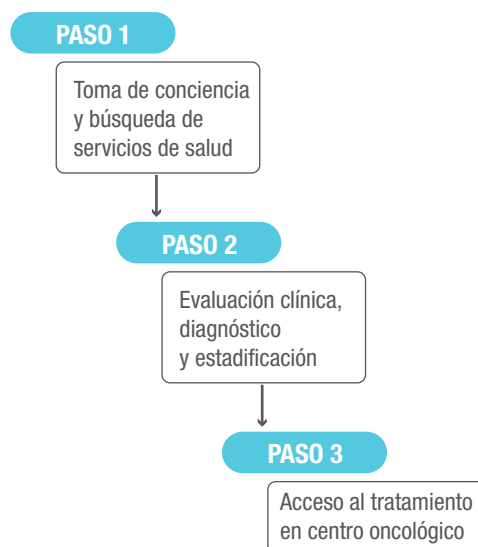 PASO 1
Toma de conciencia
y búsqueda de
servicios de salud
PASO 2
Evaluación clínica,
diagnóstico
y estadificación
PASO 3
Acceso al tratamiento
en centro oncológico